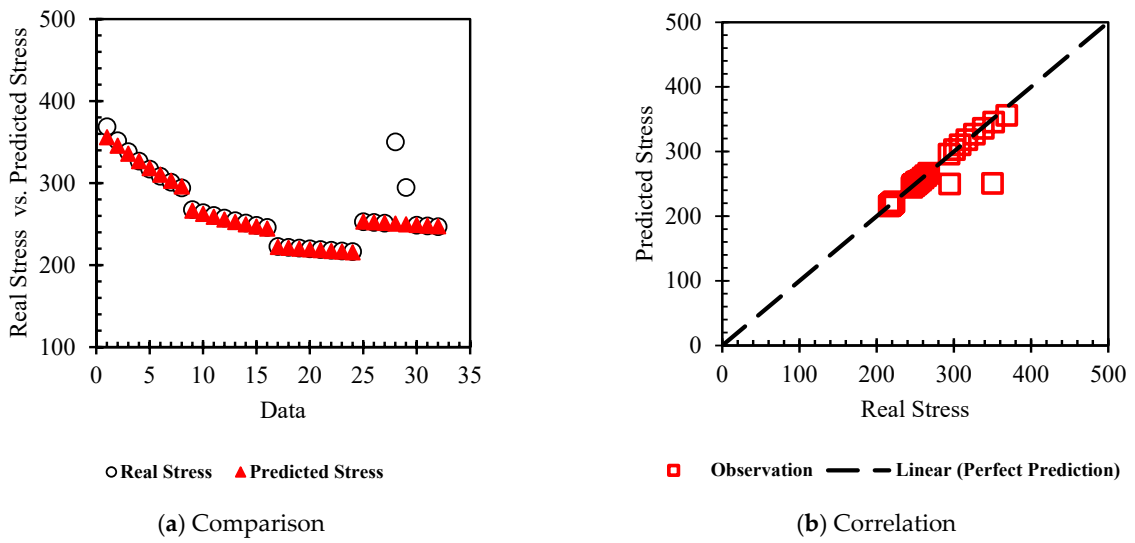 Real Stress vs. Predicted Stress
500
400
300
200
100
0 5 10 15 20 25 30 35
Data
Real Stress Predicted Stress
(a) Comparison
Predicted Stress
500
400
300
200
100
0
0 100 200 300 400 500
Real Stress
Observation Linear (Perfect Prediction)
(b) Correlation